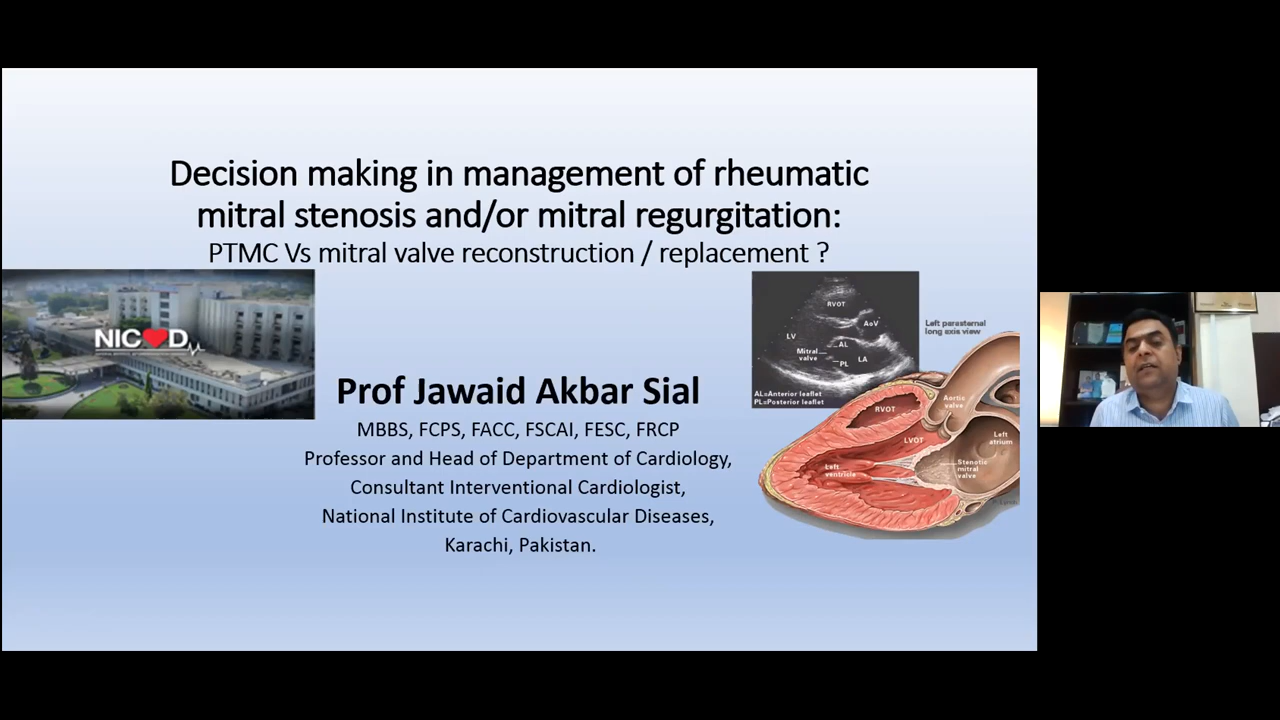 Decision making in management of rheumatic
mitral stenosis and/or mitral regurgitation:
PTMC Vs mitral valve reconstruction / replacement ?
NIC D
RVOT
AoV
LV
AL
Mitral
valve
LA
PL
AL=Anterior leaflet
PL=Posterior leaflet
Left parasternal
long axis view
Prof Jawaid Akbar Sial
MBBS, FCPS, FACC, FSCAI, FESC, FRCP
Professor and Head of Department of Cardiology,
Consultant Interventional Cardiologist,
National Institute of Cardiovascular Diseases,
Karachi, Pakistan.
RVOT
Aortic
valve
LVOT
Left
atrium
Left
ventricle
Stenotic
mitral
valve